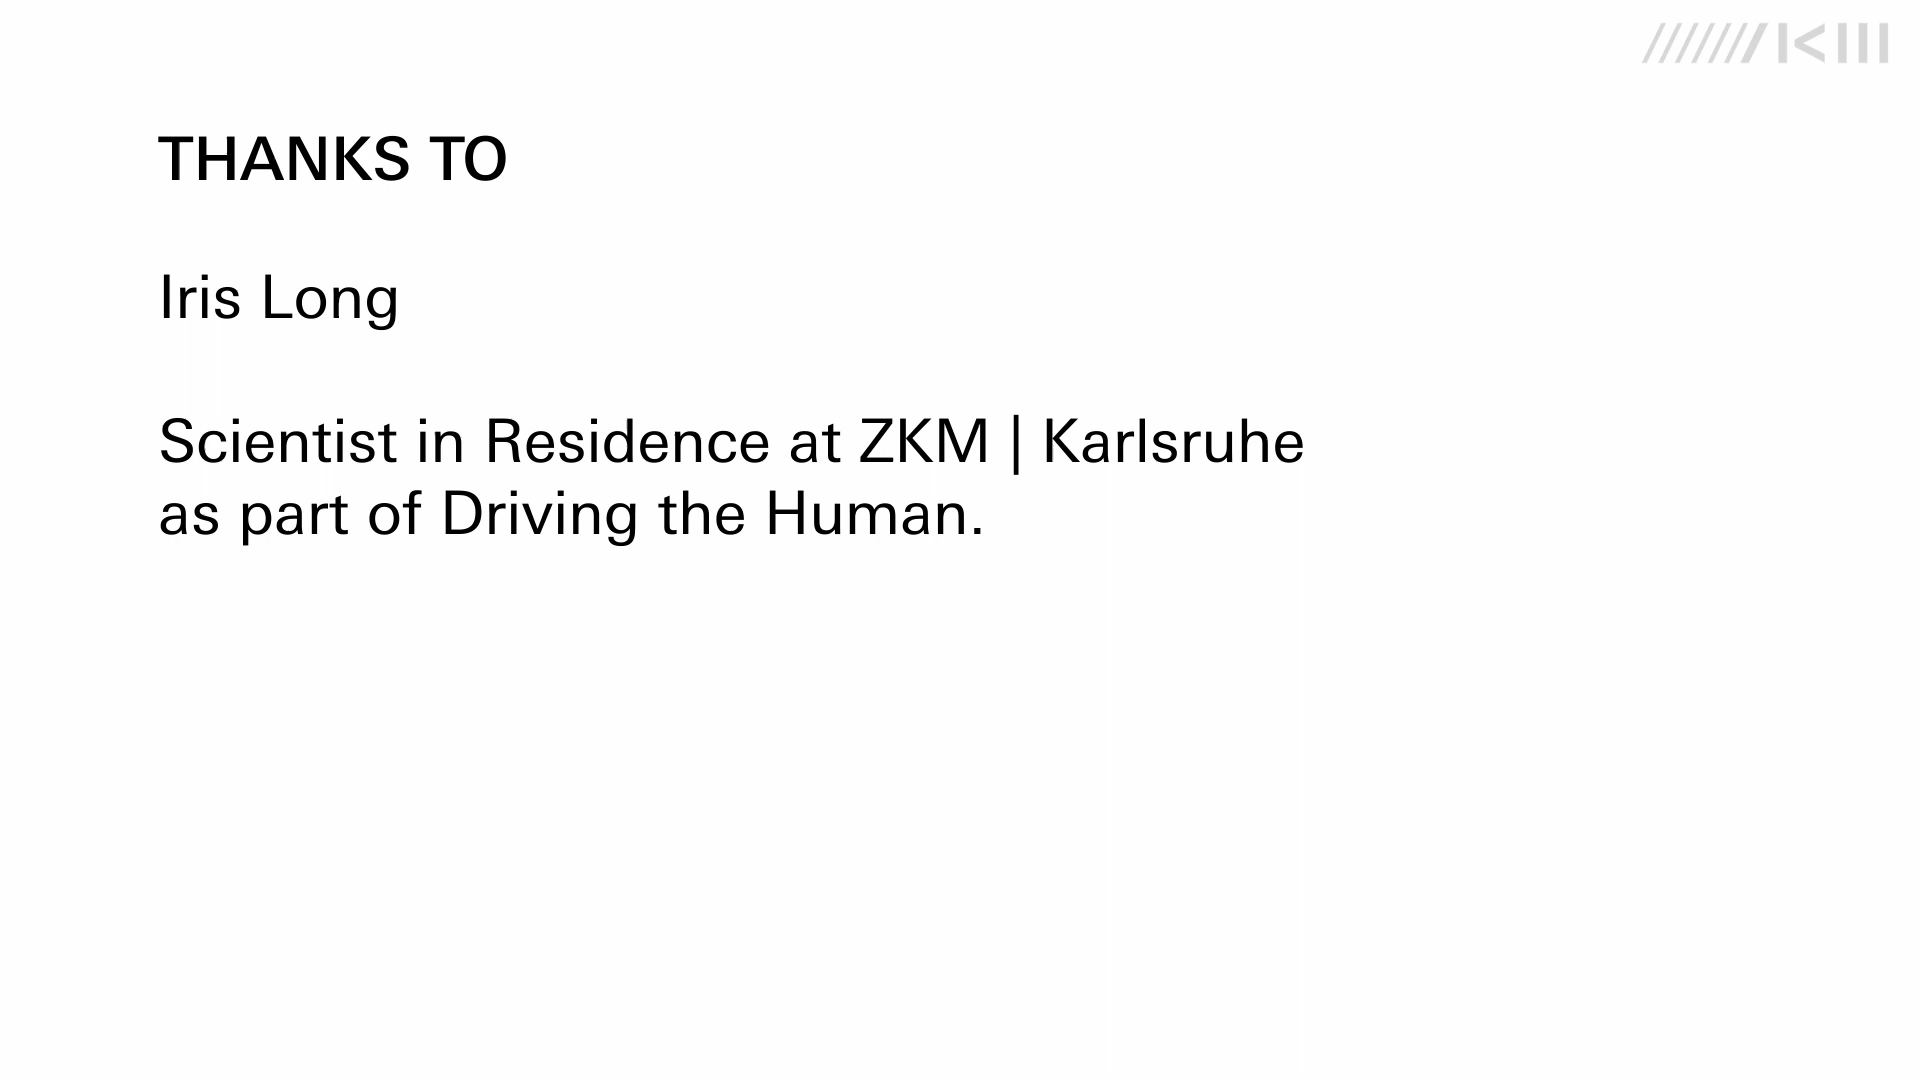 THANKS TO
Iris Long
Scientist in Residence at ZKM | Karlsruhe
as part of Driving the Human.